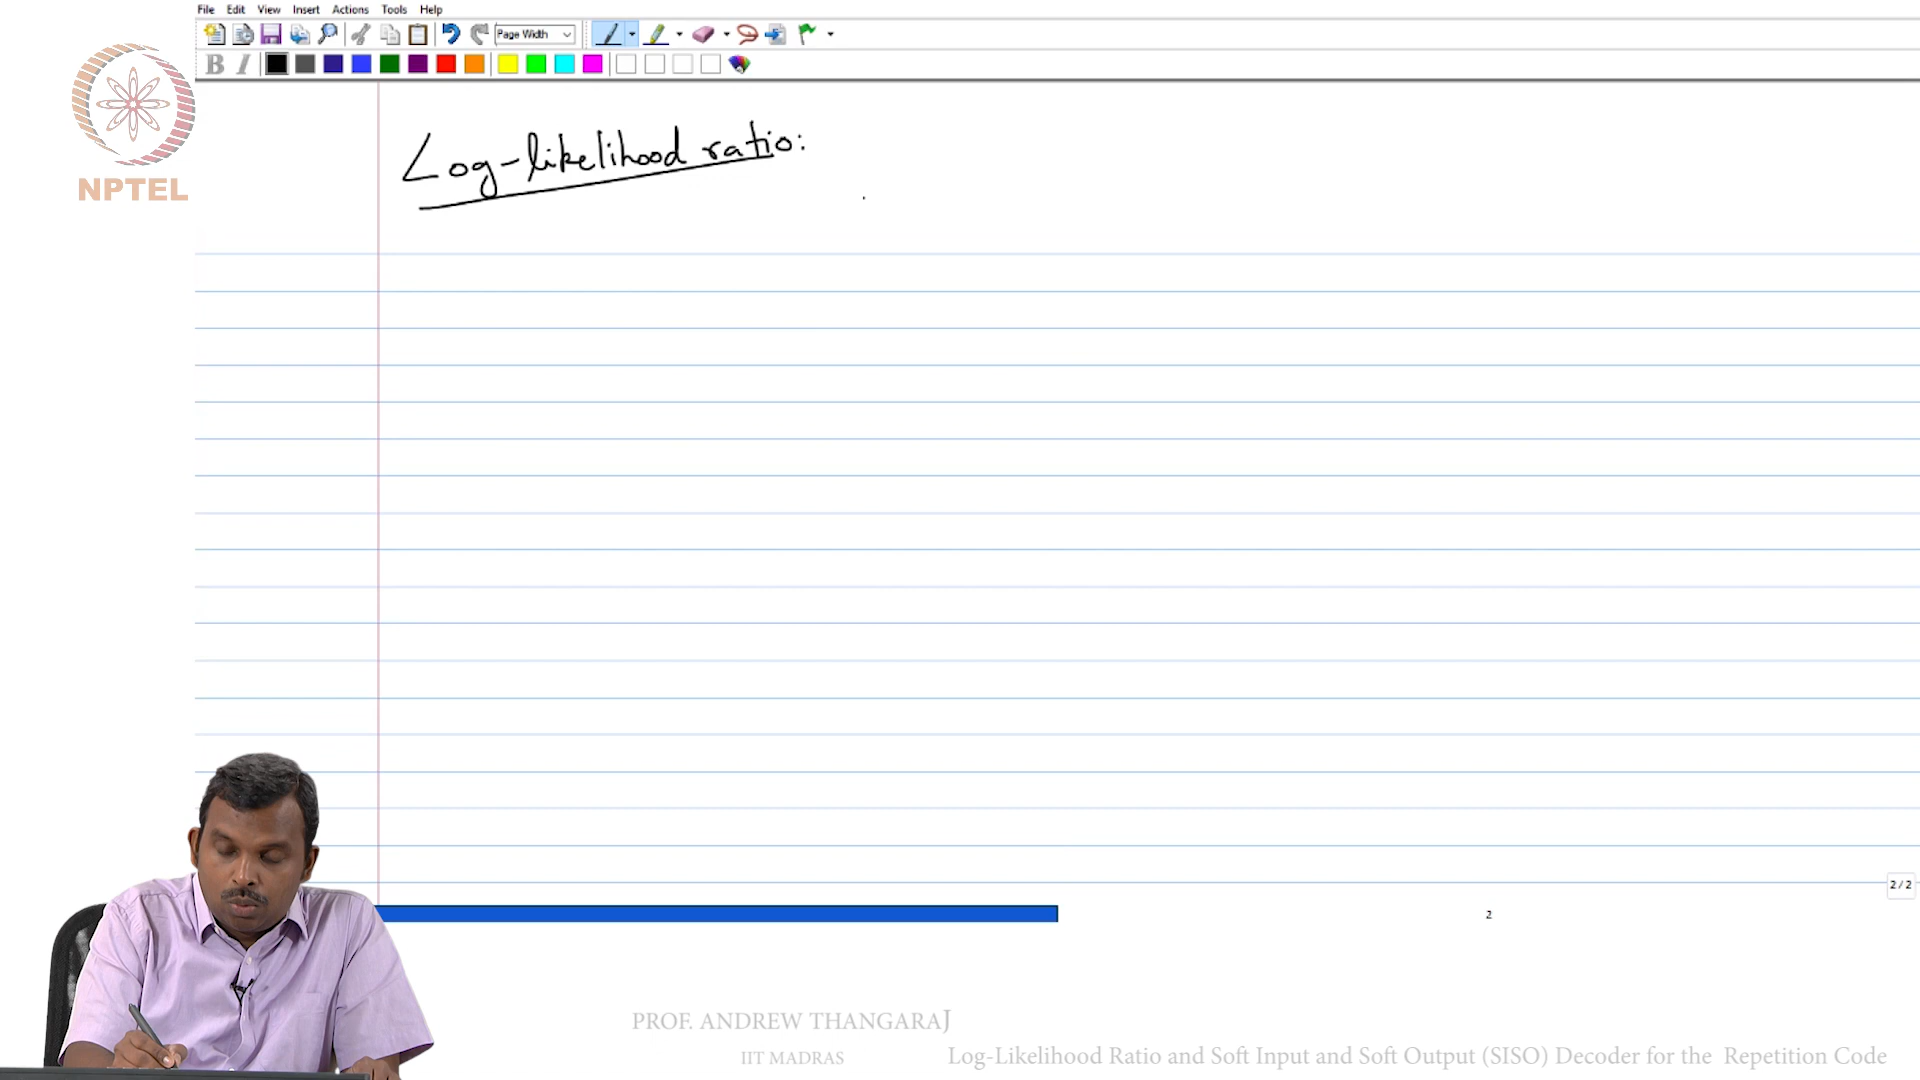 File Edit View Insert Actions Tools Help
Page Width
B I
NPTEL
Log-likelihood ratio:
2 / 2
2
PROF. ANDREW THANGARAJ
IIT MADRAS
Log-Likelihood Ratio and Soft Input and Soft Output (SISO) Decoder for the Repetition Code